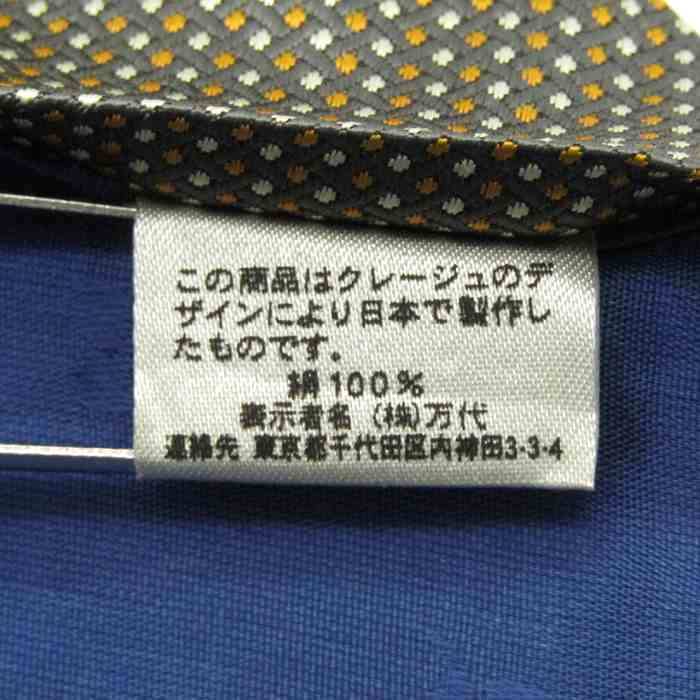 この商品はクレージュのデ
ザインにより日本で製作し
たものです.
絹100%
表示者名 (株)万代
連絡先 東京都千代田区内神田3-3-4